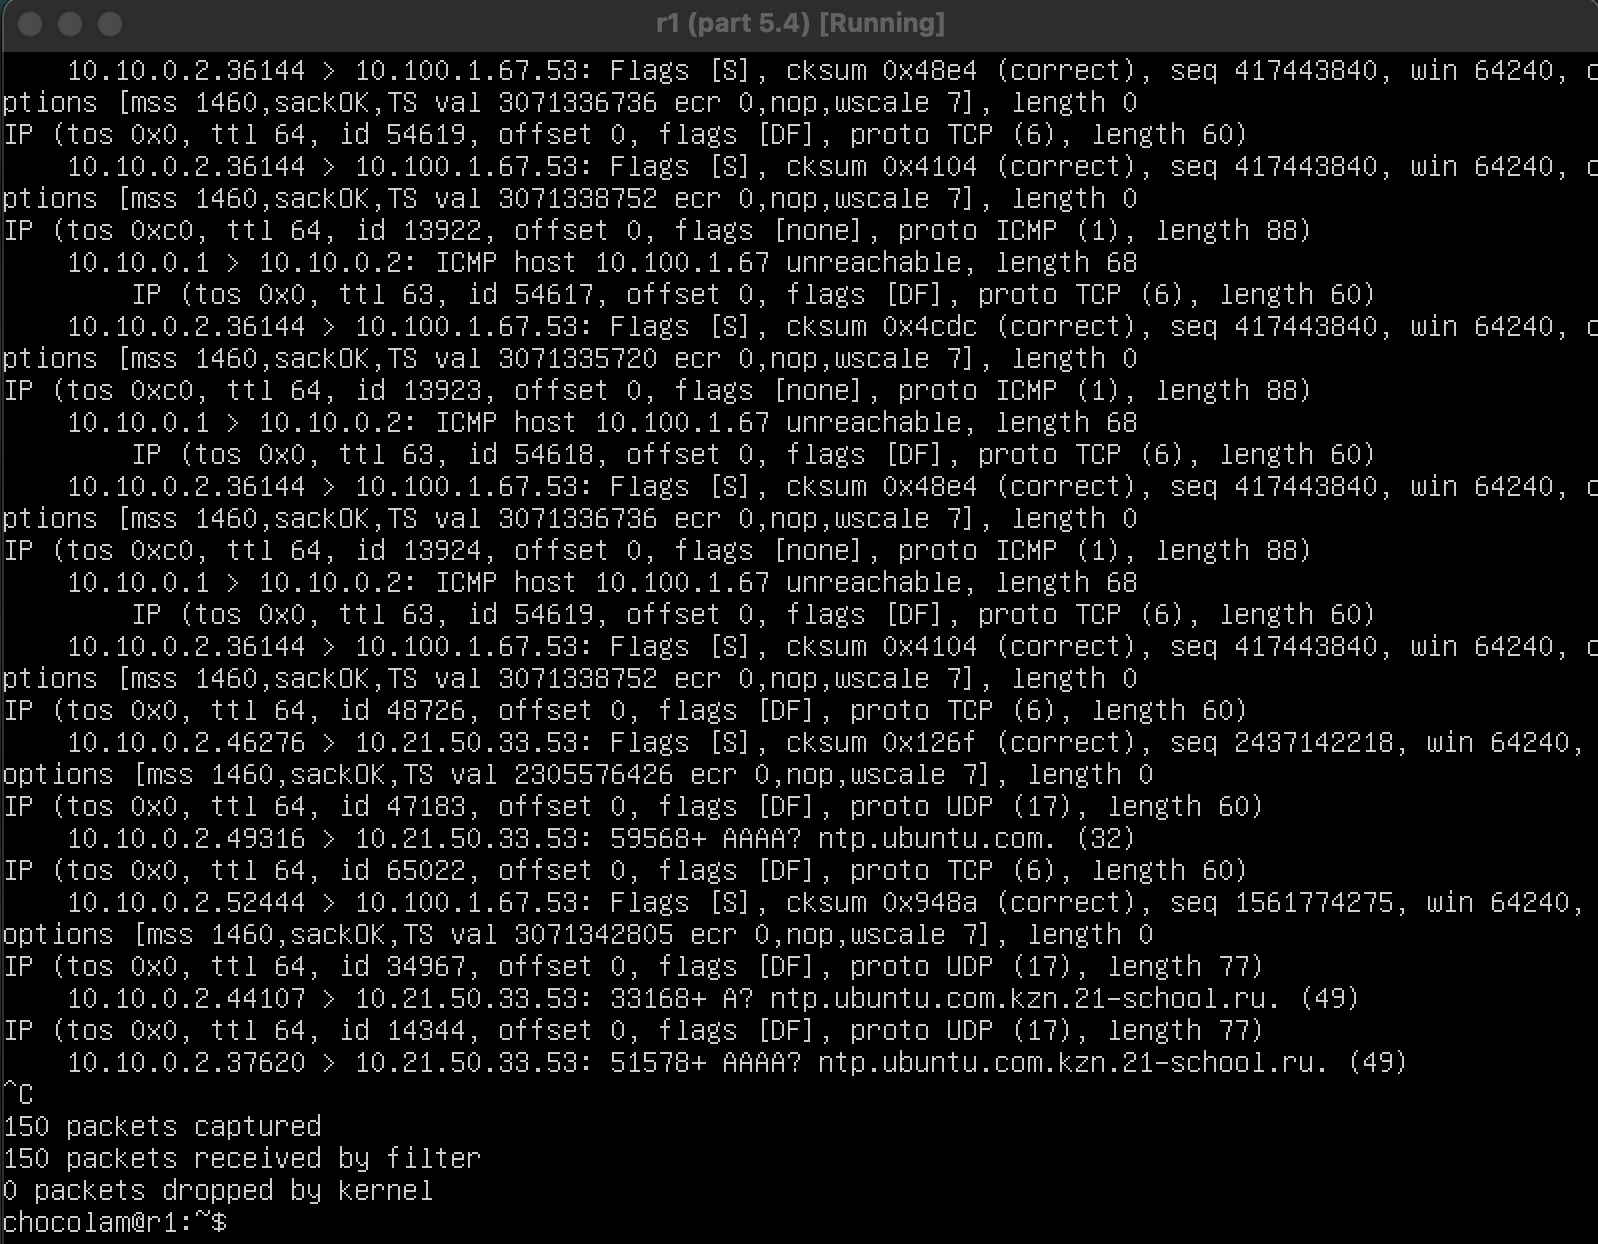 r1 (part 5.4) [Running]
10.10.0.2.36144 > 10.100.1.67.53: Flags [S], cksum 0x48e4 (correct), seq 417443840, win 64240, o
ptions [mss 1460,sackOK,TS val 3071336736 ecr 0,nop,wscale 7], length 0
IP (tos 0x0, ttl 64, id 54619, offset 0, flags [DF], proto TCP (6), length 60)
10.10.0.2.36144 > 10.100.1.67.53: Flags [S], cksum 0x4104 (correct), seq 417443840, win 64240, o
ptions [mss 1460,sackOK,TS val 3071338752 ecr 0,nop,wscale 7], length 0
IP (tos 0xc0, ttl 64, id 13922, offset 0, flags [none], proto ICMP (1), length 88)
10.10.0.1 > 10.10.0.2: ICMP host 10.100.1.67 unreachable, length 68
IP (tos 0x0, ttl 63, id 54617, offset 0, flags [DF], proto TCP (6), length 60)
10.10.0.2.36144 > 10.100.1.67.53: Flags [S], cksum 0x4cdc (correct), seq 417443840, win 64240, o
ptions [mss 1460,sackOK,TS val 3071335720 ecr 0,nop,wscale 7], length 0
IP (tos 0xc0, ttl 64, id 13923, offset 0, flags [none], proto ICMP (1), length 88)
10.10.0.1 > 10.10.0.2: ICMP host 10.100.1.67 unreachable, length 68
IP (tos 0x0, ttl 63, id 54618, offset 0, flags [DF], proto TCP (6), length 60)
10.10.0.2.36144 > 10.100.1.67.53: Flags [S], cksum 0x48e4 (correct), seq 417443840, win 64240, o
ptions [mss 1460,sackOK,TS val 3071336736 ecr 0,nop,wscale 7], length 0
IP (tos 0xc0, ttl 64, id 13924, offset 0, flags [none], proto ICMP (1), length 88)
10.10.0.1 > 10.10.0.2: ICMP host 10.100.1.67 unreachable, length 68
IP (tos 0x0, ttl 63, id 54619, offset 0, flags [DF], proto TCP (6), length 60)
10.10.0.2.36144 > 10.100.1.67.53: Flags [S], cksum 0x4104 (correct), seq 417443840, win 64240, o
ptions [mss 1460,sackOK,TS val 3071338752 ecr 0,nop,wscale 7], length 0
IP (tos 0x0, ttl 64, id 48726, offset 0, flags [DF], proto TCP (6), length 60)
10.10.0.2.46276 > 10.21.50.33.53: Flags [S], cksum 0x126f (correct), seq 2437142218, win 64240,
options [mss 1460,sackOK,TS val 2305576426 ecr 0,nop,wscale 7], length 0
IP (tos 0x0, ttl 64, id 47183, offset 0, flags [DF], proto UDP (17), length 60)
10.10.0.2.49316 > 10.21.50.33.53: 59568+ AAAA? ntp.ubuntu.com. (32)
IP (tos 0x0, ttl 64, id 65022, offset 0, flags [DF], proto TCP (6), length 60)
10.10.0.2.52444 > 10.100.1.67.53: Flags [S], cksum 0x948a (correct), seq 1561774275, win 64240,
options [mss 1460,sackOK,TS val 3071342805 ecr 0,nop,wscale 7], length 0
IP (tos 0x0, ttl 64, id 34967, offset 0, flags [DF], proto UDP (17), length 77)
10.10.0.2.44107 > 10.21.50.33.53: 33168+ A? ntp.ubuntu.com.kzn.21-school.ru. (49)
IP (tos 0x0, ttl 64, id 14344, offset 0, flags [DF], proto UDP (17), length 77)
10.10.0.2.37620 > 10.21.50.33.53: 51578+ AAAA? ntp.ubuntu.com.kzn.21-school.ru. (49)
^C
150 packets captured
150 packets received by filter
0 packets dropped by kernel
chocolam@r1:~$